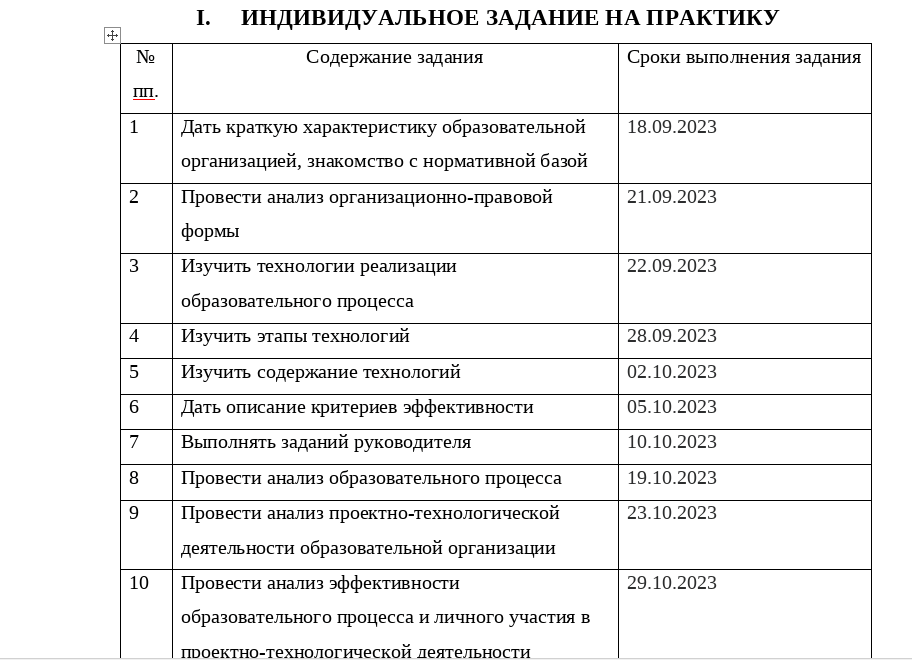 I. ИНДИВИДУАЛЬНОЕ ЗАДАНИЕ НА ПРАКТИКУ
№ пп. Содержание задания Сроки выполнения задания
1 Дать краткую характеристику образовательной 18.09.2023
организацией, знакомство с нормативной базой
2 Провести анализ организационно-правовой 21.09.2023
формы
3 Изучить технологии реализации 22.09.2023
образовательного процесса
4 Изучить этапы технологий 28.09.2023
5 Изучить содержание технологий 02.10.2023
6 Дать описание критериев эффективности 05.10.2023
7 Выполнять заданий руководителя 10.10.2023
8 Провести анализ образовательного процесса 19.10.2023
9 Провести анализ проектно-технологической 23.10.2023
деятельности образовательной организации
10 Провести анализ эффективности 29.10.2023
образовательного процесса и личного участия в
проектно-технологической деятельности